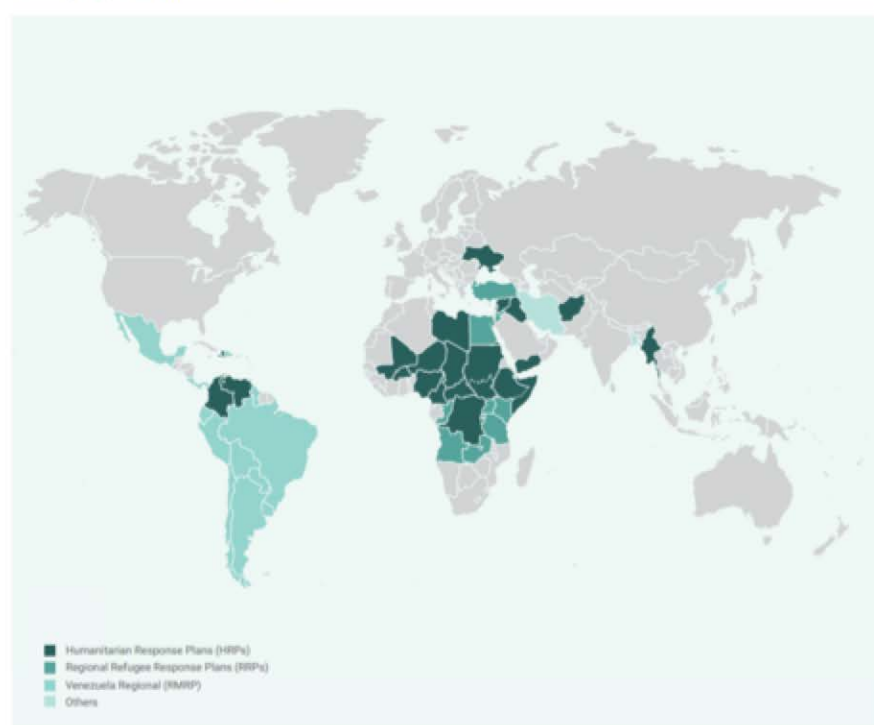 Humanitarian Response Plans (HRPs)
Regional Refugee Response Plans (RRPs)
Venezuela Regional (RMRP)
Others